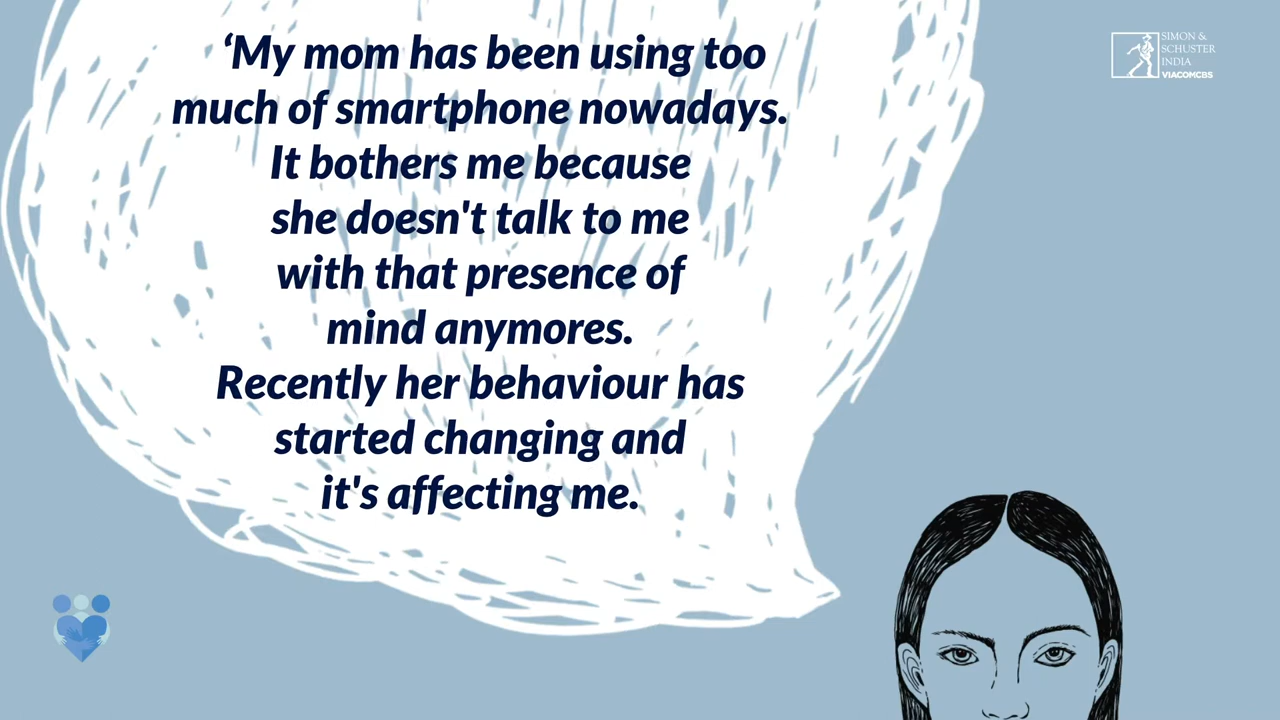 ‘My mom has been using too
much of smartphone nowadays.
It bothers me because
she doesn't talk to me
with that presence of
mind anymores.
Recently her behaviour has
started changing and
it's affecting me.
SIMON &
SCHUSTER
INDIA
VIACOMCBS